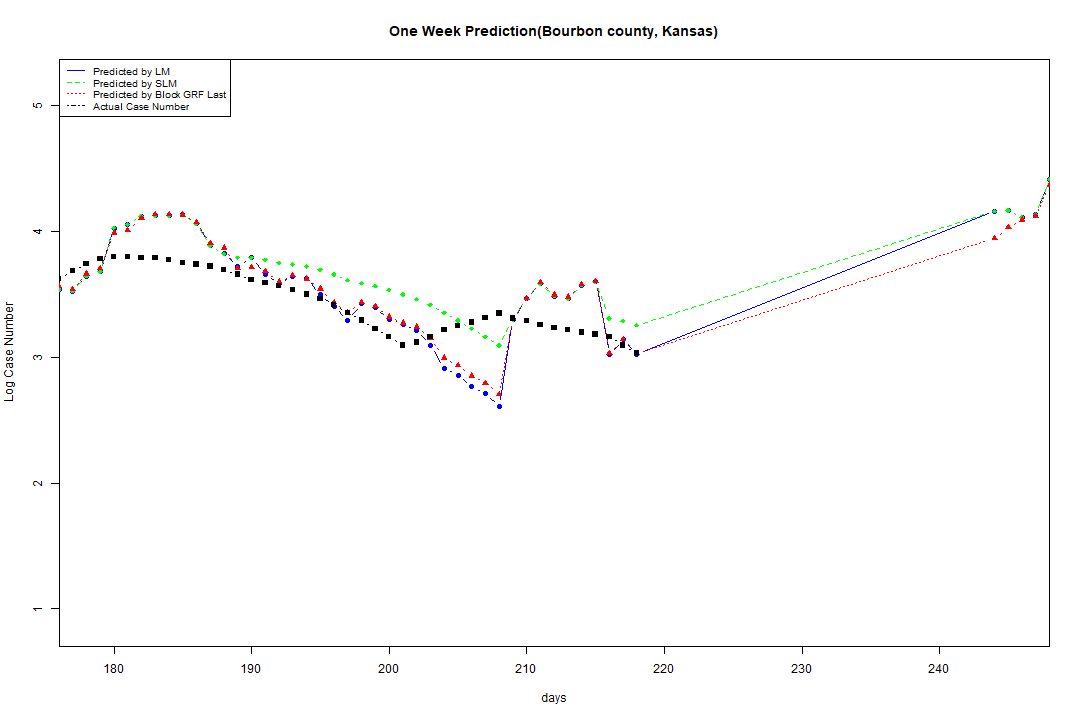 One Week Prediction(Bourbon county, Kansas)
Predicted by LM
Predicted by SLM
Predicted by Block GRF Last
Actual Case Number
5
4
3
2
1
Log Case Number
180 190 200 210 220 230 240
days